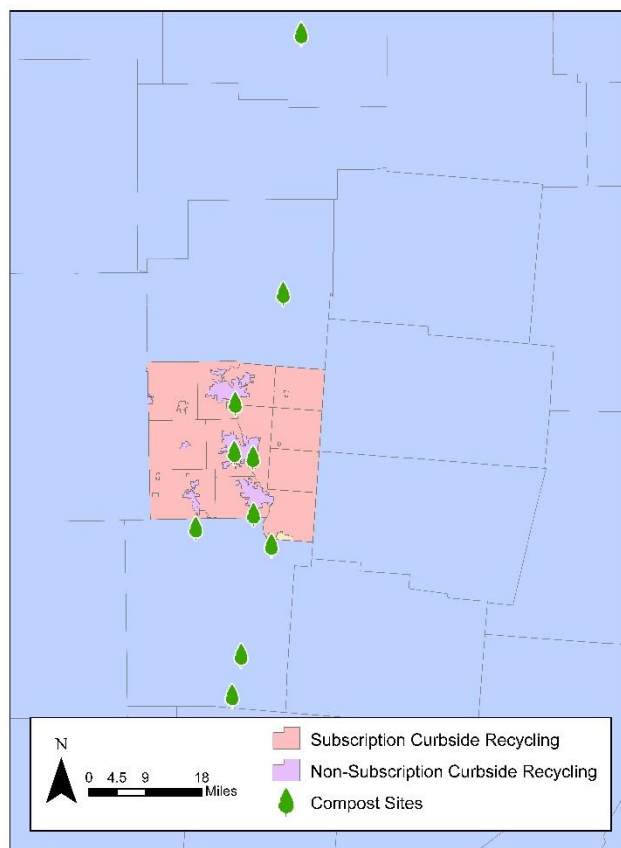 N
0 4.5 9 18
Miles
Subscription Curbside Recycling
Non-Subscription Curbside Recycling
Compost Sites